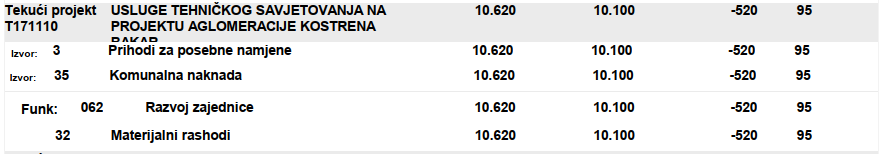 Tekući projekt USLUGE TEHNIČKOG SAVJETOVANJA NA 10.620 10.100 -520 95
T171110 PROJEKTU AGLOMERACIJE KOSTRENA
BAKAR
Izvor: 3 Prihodi za posebne namjene 10.620 10.100 -520 95
Izvor: 35 Komunalna naknada 10.620 10.100 -520 95
Funk: 062 Razvoj zajednice 10.620 10.100 -520 95
32 Materijalni rashodi 10.620 10.100 -520 95